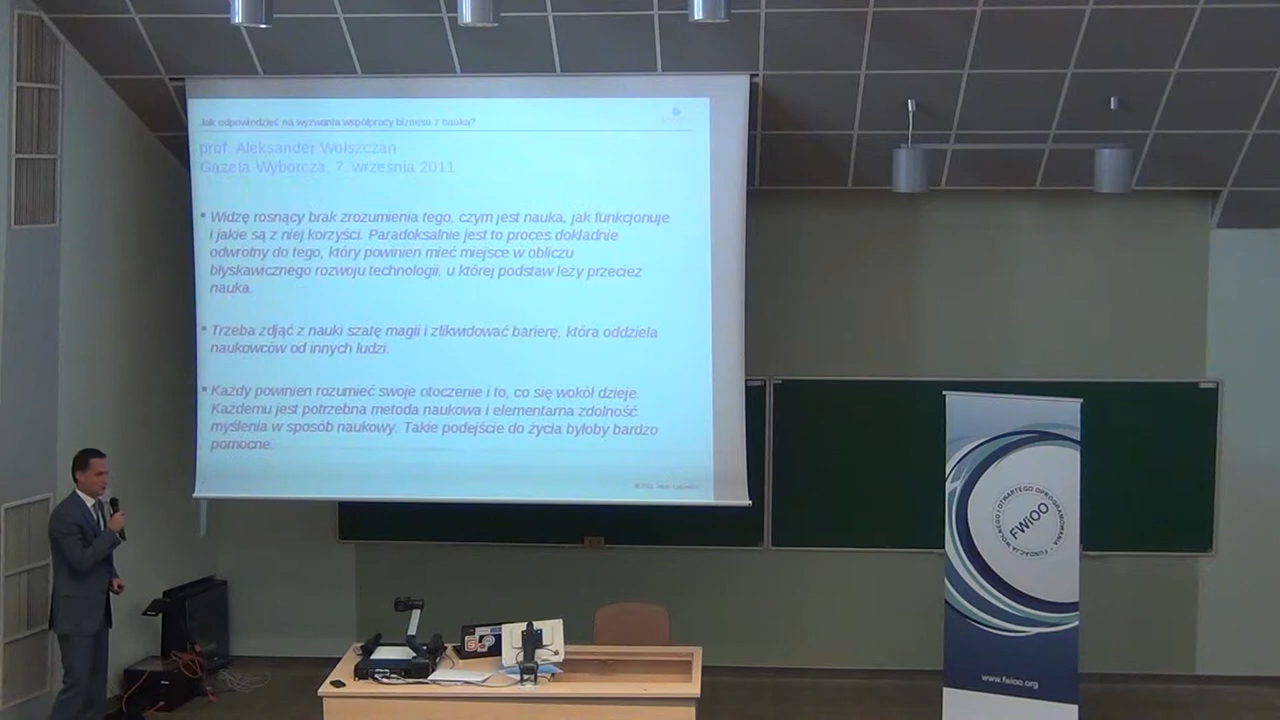 Jak odpowiedzieć na wyzwania współpracy biznesu z nauką?
prof. Aleksander Wolszczan
Gazeta Wyborcza, 7. września 2011
Widzę rosnący brak zrozumienia tego, czym jest nauka, jak funkcjonuje
i jakie są z niej korzyści. Paradoksalnie jest to proces dokładnie
odwrotny do tego, który powinien mieć miejsce w obliczu
błyskawicznego rozwoju technologii, u której podstaw leży przecież
nauka.
Trzeba zdjąć z nauki szatę magii i zlikwidować barierę, która oddziela
naukowców od innych ludzi.
Każdy powinien rozumieć swoje otoczenie i to, co się wokół dzieje.
Każdemu jest potrzebna metoda naukowa i elementarna zdolność
myślenia w sposób naukowy. Takie podejście do życia byłoby bardzo
pomocne.
FUNDACJA WOLNEGO I OTWARTEGO OPROGRAMOWANIA
FWIOO
www.fwioo.org